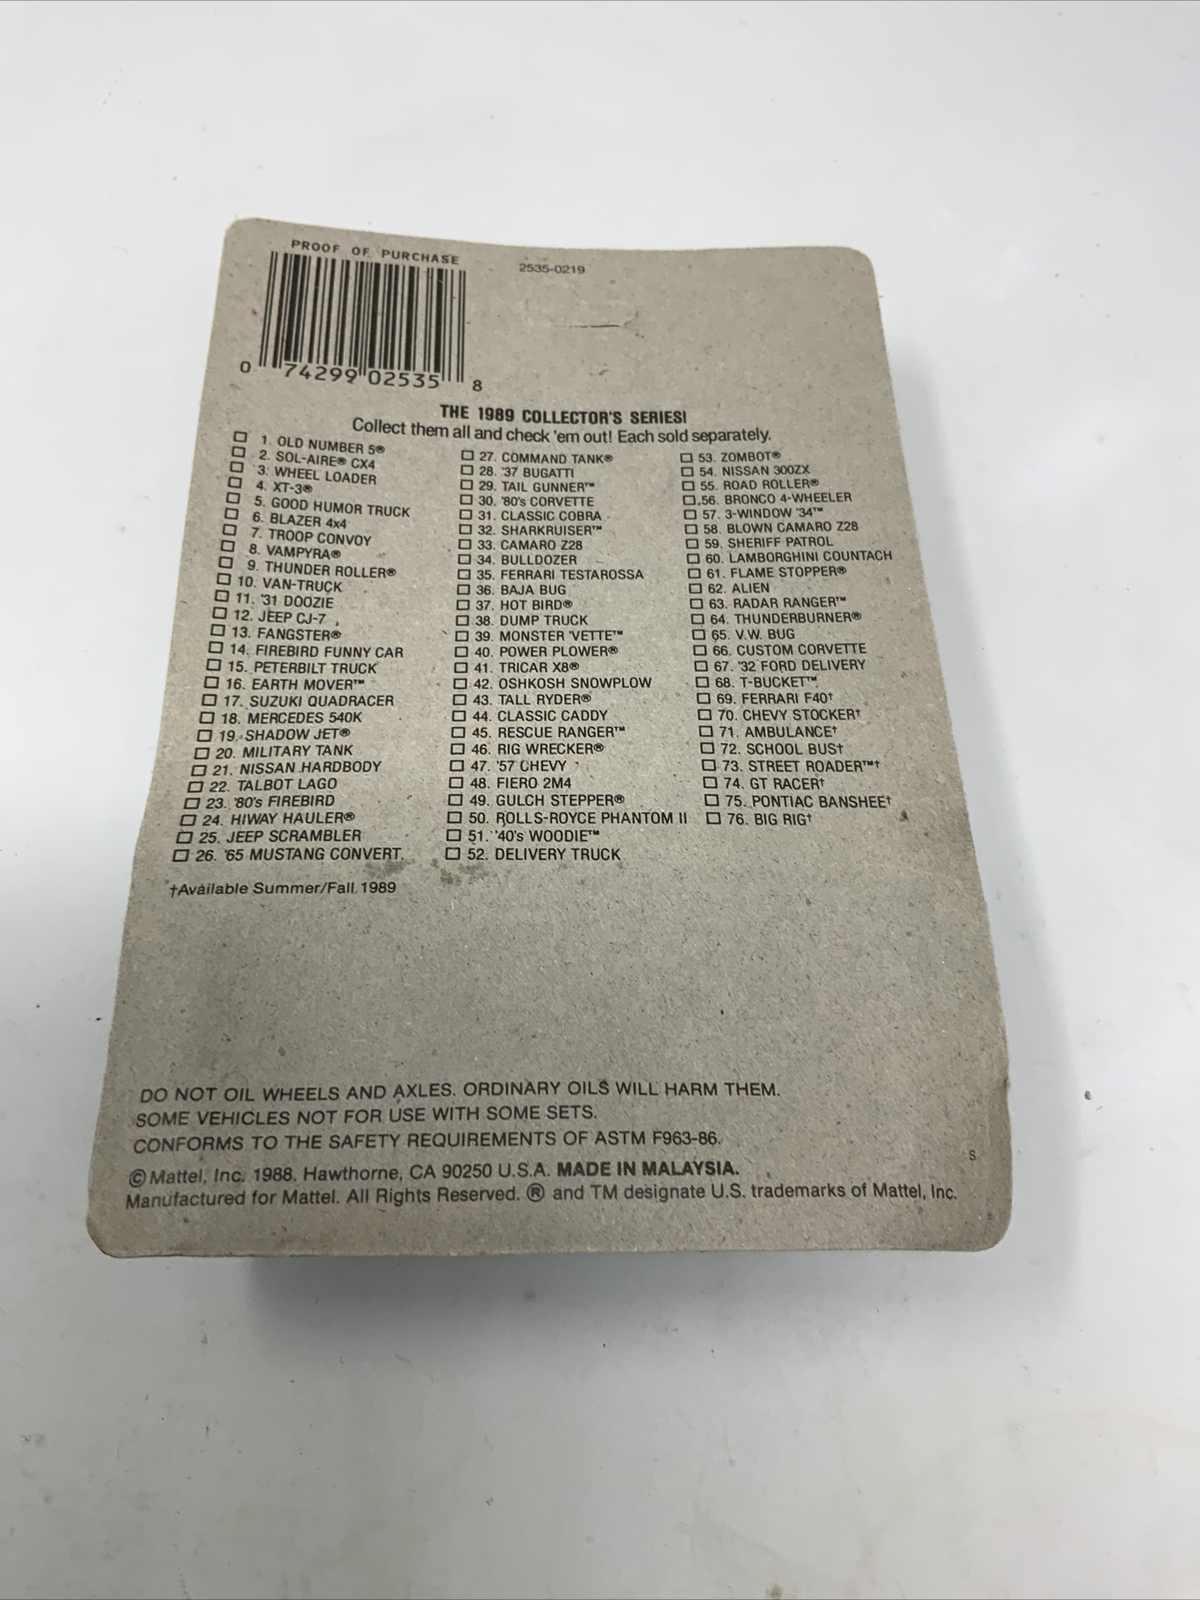 PROOF OF PURCHASE
2535-0219
0 74299 02535 8
THE 1989 COLLECTOR'S SERIES!
Collect them all and check 'em out! Each sold separately.
1. OLD NUMBER 5®
2. SOL-AIRE® CX4
3. WHEEL LOADER
4. XT-3®
5. GOOD HUMOR TRUCK
6. BLAZER 4x4
7. TROOP CONVOY
8. VAMPYRA®
9. THUNDER ROLLER®
10. VAN-TRUCK
11. '31 DOOZIE
12. JEEP CJ-7
13. FANGSTER®
14. FIREBIRD FUNNY CAR
15. PETERBILT TRUCK
16. EARTH MOVER™
17. SUZUKI QUADRACER
18. MERCEDES 540K
19. SHADOW JET®
20. MILITARY TANK
21. NISSAN HARDBODY
22. TALBOT LAGO
23. '80's FIREBIRD
24. HIWAY HAULER®
25. JEEP SCRAMBLER
26. '65 MUSTANG CONVERT.
27. COMMAND TANK®
28. '37 BUGATTI
29. TAIL GUNNER™
30. '80's CORVETTE
31. CLASSIC COBRA
32. SHARKRUISER™
33. CAMARO Z28
34. BULLDOZER
35. FERRARI TESTAROSSA
36. BAJA BUG
37. HOT BIRD®
38. DUMP TRUCK
39. MONSTER 'VETTE™
40. POWER PLOWER®
41. TRICAR X8®
42. OSHKOSH SNOWPLOW
43. TALL RYDER®
44. CLASSIC CADDY
45. RESCUE RANGER™
46. RIG WRECKER®
47. '57 CHEVY
48. FIERO 2M4
49. GULCH STEPPER®
50. ROLLS-ROYCE PHANTOM II
51. '40's WOODIE™
52. DELIVERY TRUCK
53. ZOMBOT®
54. NISSAN 300ZX
55. ROAD ROLLER®
56. BRONCO 4-WHEELER
57. 3-WINDOW '34™
58. BLOWN CAMARO Z28
59. SHERIFF PATROL
60. LAMBORGHINI COUNTACH
61. FLAME STOPPER®
62. ALIEN
63. RADAR RANGER™
64. THUNDERBURNER®
65. V.W. BUG
66. CUSTOM CORVETTE
67. '32 FORD DELIVERY
68. T-BUCKET™
69. FERRARI F40†
70. CHEVY STOCKER†
71. AMBULANCE†
72. SCHOOL BUS†
73. STREET ROADER™†
74. GT RACER†
75. PONTIAC BANSHEE†
76. BIG RIG†
†Available Summer/Fall 1989
DO NOT OIL WHEELS AND AXLES. ORDINARY OILS WILL HARM THEM.
SOME VEHICLES NOT FOR USE WITH SOME SETS.
CONFORMS TO THE SAFETY REQUIREMENTS OF ASTM F963-86.
S
©Mattel, Inc. 1988. Hawthorne, CA 90250 U.S.A. MADE IN MALAYSIA.
Manufactured for Mattel. All Rights Reserved. ® and TM designate U.S. trademarks of Mattel, Inc.